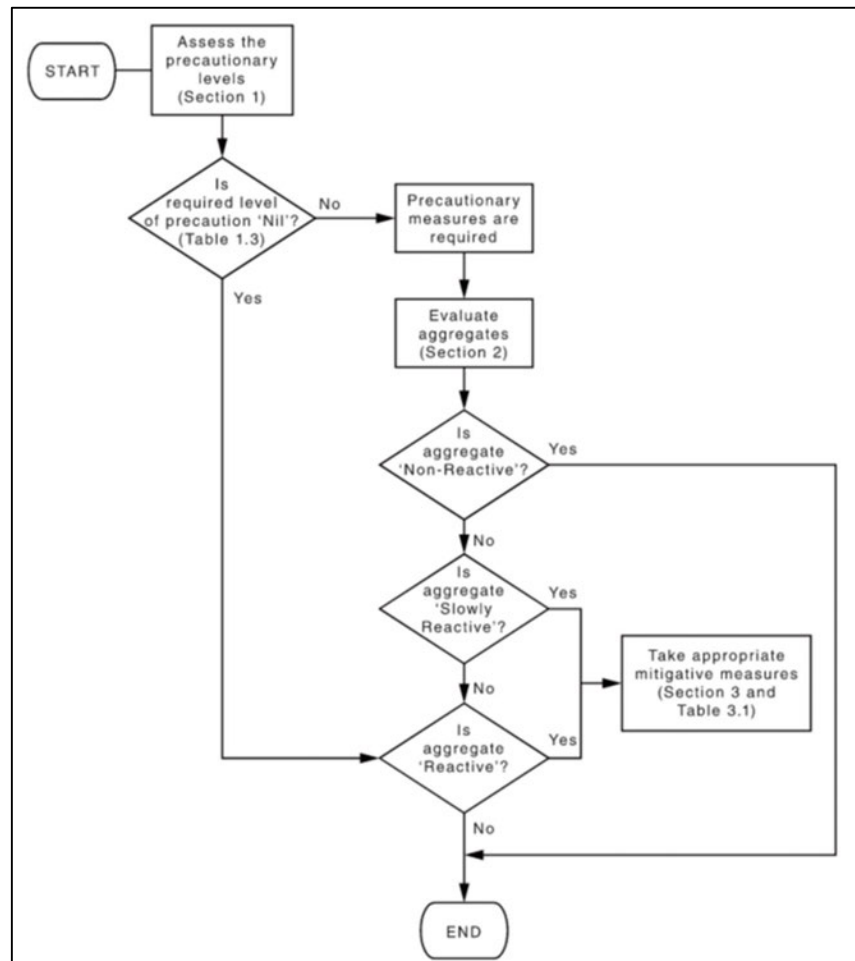 START
Assess the
precautionary
levels
(Section 1)
Is
required level
of precaution ‘Nil’?
(Table 1.3)
No
Yes
Precautionary
measures are
required
Evaluate
aggregates
(Section 2)
Is
aggregate
‘Non-Reactive’?
Yes
No
Is
aggregate
‘Slowly
Reactive’?
Yes
No
Take appropriate
mitigative measures
(Section 3 and
Table 3.1)
Is
aggregate
‘Reactive’?
Yes
No
END